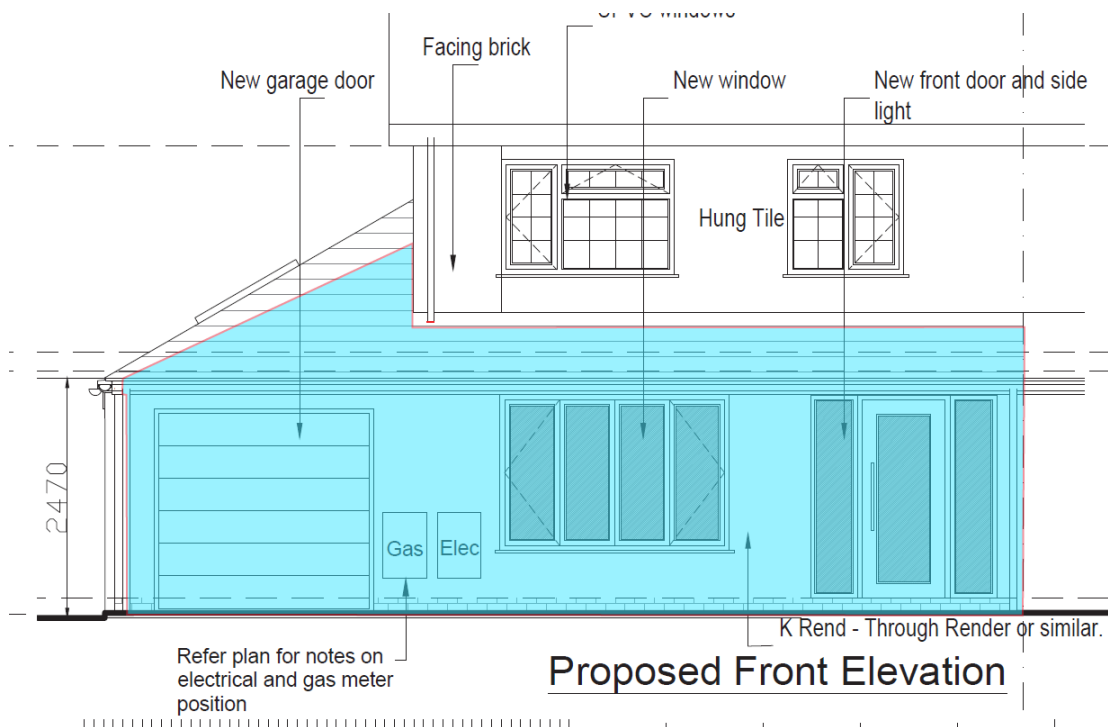 Facing brick
New garage door
New window
New front door and side
light
Hung Tile
2470
Gas
Elec
K Rend - Through Render or similar.
Refer plan for notes on
electrical and gas meter
position
Proposed Front Elevation